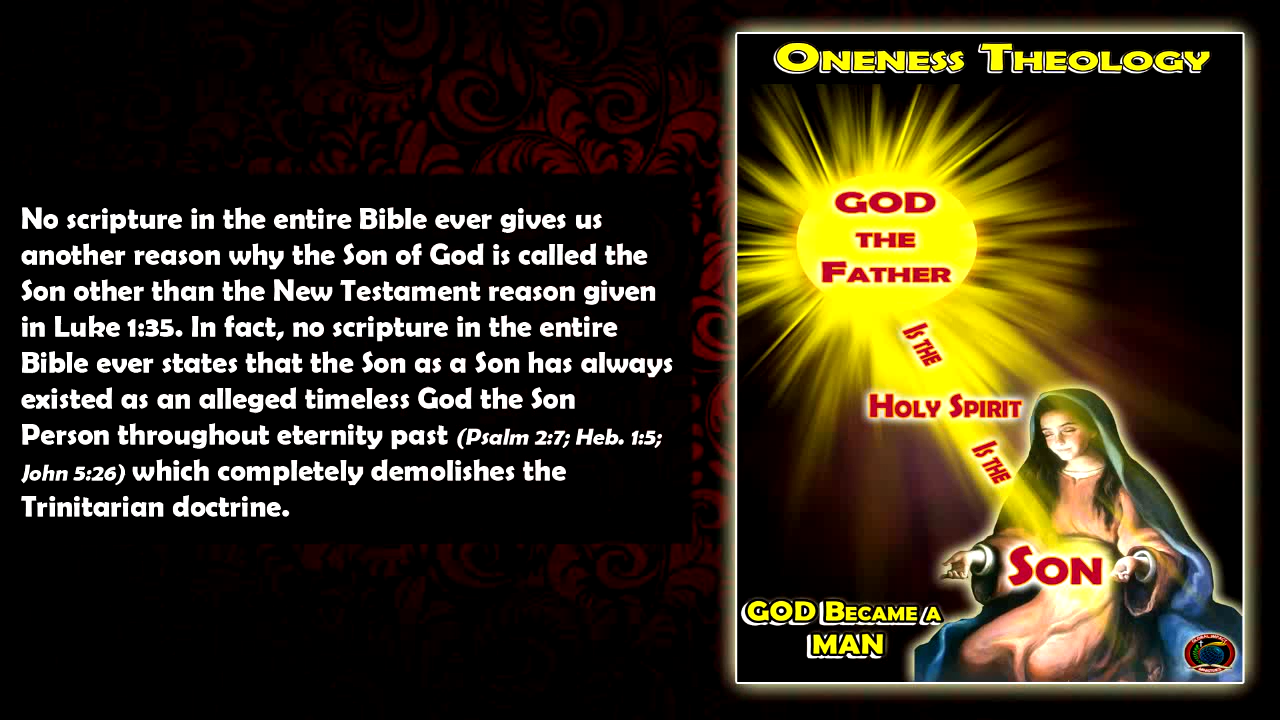 No scripture in the entire Bible ever gives us
another reason why the Son of God is called the
Son other than the New Testament reason given
in Luke 1:35. In fact, no scripture in the entire
Bible ever states that the Son as a Son has always
existed as an alleged timeless God the Son
Person throughout eternity past (Psalm 2:7; Heb. 1:5;
John 5:26) which completely demolishes the
Trinitarian doctrine.
Oneness Theology
GOD
THE
FATHER
IS THE
HOLY SPIRIT
IS THE
SON
GOD BECAME A
MAN